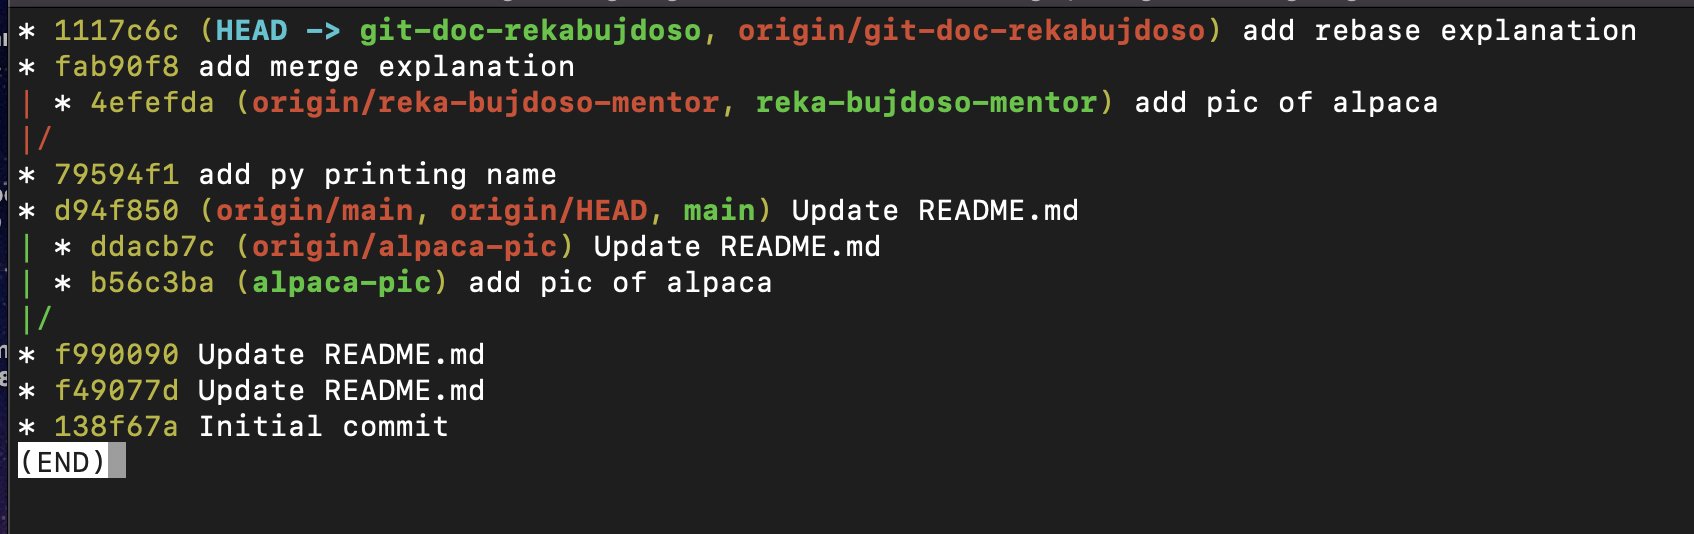 * 1117c6c (HEAD -> git-doc-rekabujdoso, origin/git-doc-rekabujdoso) add rebase explanation
* fab90f8 add merge explanation
| * 4efefda (origin/reka-bujdoso-mentor, reka-bujdoso-mentor) add pic of alpaca
|/
* 79594f1 add py printing name
* d94f850 (origin/main, origin/HEAD, main) Update README.md
| * ddacb7c (origin/alpaca-pic) Update README.md
| * b56c3ba (alpaca-pic) add pic of alpaca
|/
* f990090 Update README.md
* f49077d Update README.md
* 138f67a Initial commit
(END)